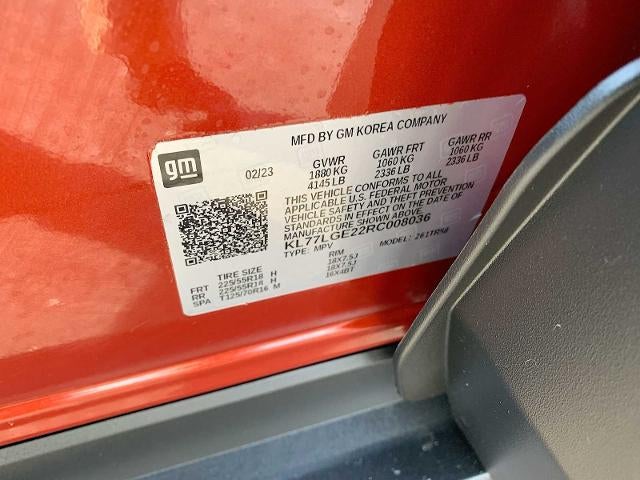 MFD BY GM KOREA COMPANY
gm
02/23 GVWR GAWR FRT GAWR RR
1880 KG 1060 KG 1060 KG
4145 LB 2336 LB 2336 LB
THIS VEHICLE CONFORMS TO ALL
APPLICABLE U.S. FEDERAL MOTOR
VEHICLE SAFETY AND THEFT PREVENTION
STANDARDS IN EFFECT ON THE DATE OF
MANUFACTURE SHOWN ABOVE.
KL77LGE22RC008036
TYPE: MPV MODEL: 261TR58
TIRE SIZE RIM
FRT 225/55R18 H 18X7.5J
RR 225/55R18 H 18X7.5J
SPA T125/70R16 M 16X4BT